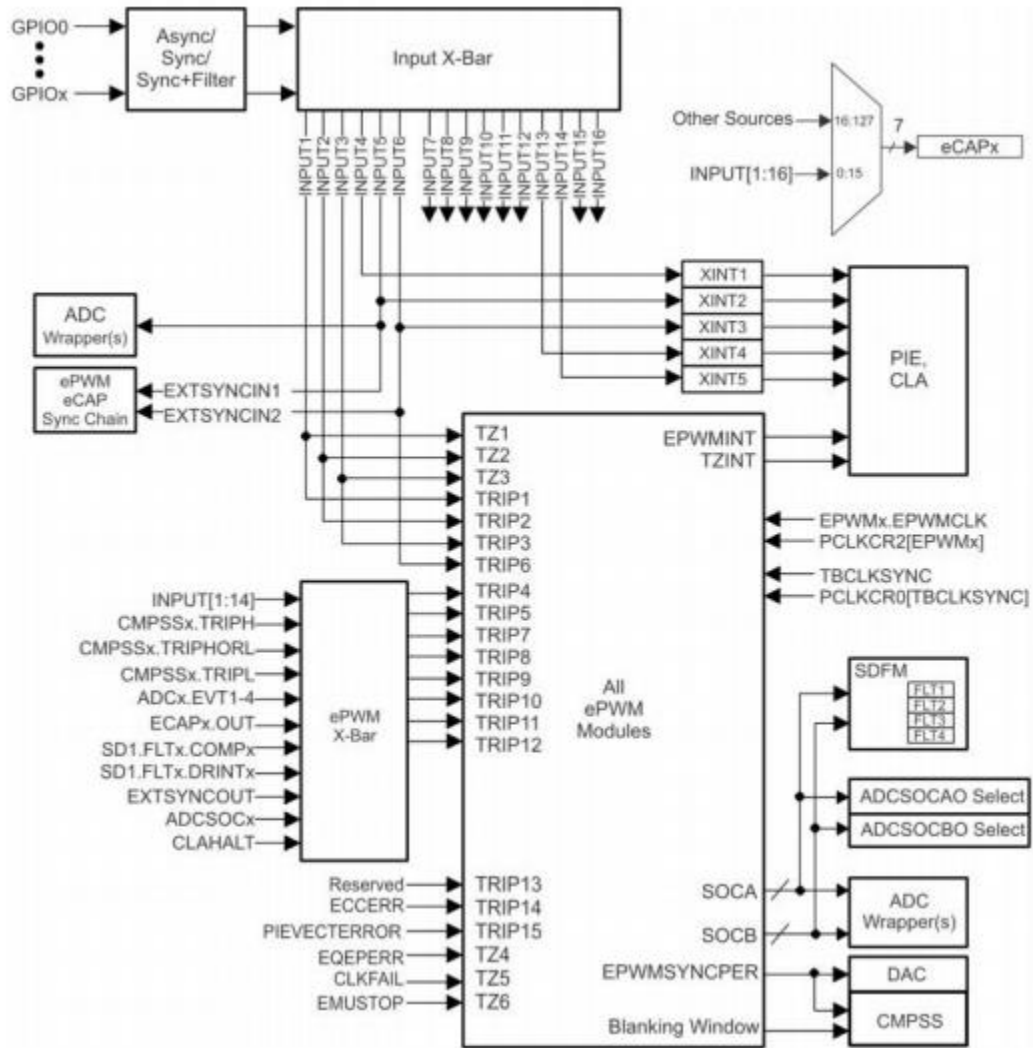 GPIO0
GPIOx
Async/
Sync/
Sync+Filter
Input X-Bar
INPUT1
INPUT2
INPUT3
INPUT4
INPUT5
INPUT6
INPUT7
INPUT8
INPUT9
INPUT10
INPUT11
INPUT12
INPUT13
INPUT14
INPUT15
INPUT16
Other Sources
16:127
INPUT[1:16]
0:15
7
eCAPx
XINT1
XINT2
XINT3
XINT4
XINT5
PIE,
CLA
ADC
Wrapper(s)
ePWM
eCAP
Sync Chain
EXTSYNCIN1
EXTSYNCIN2
TZ1
TZ2
TZ3
TRIP1
TRIP2
TRIP3
TRIP6
TRIP4
TRIP5
TRIP7
TRIP8
TRIP9
TRIP10
TRIP11
TRIP12
TRIP13
TRIP14
TRIP15
TZ4
TZ5
TZ6
All
ePWM
Modules
EPWMINT
TZINT
EPWMx.EPWMCLK
PCLKCR2[EPWMx]
TBCLKSYNC
PCLKCR0[TBCLKSYNC]
INPUT[1:14]
CMPSSx.TRIPH
CMPSSx.TRIPHORL
CMPSSx.TRIPL
ADCx.EVT1-4
ECAPx.OUT
SD1.FLTx.COMPx
SD1.FLTx.DRINTx
EXTSYNCOUT
ADCSOCx
CLAHALT
ePWM
X-Bar
Reserved
ECCERR
PIEVECTERROR
EQEPERR
CLKFAIL
EMUSTOP
SDFM
FLT1
FLT2
FLT3
FLT4
ADCSOCAO Select
ADCSOCBO Select
SOCA
SOCB
ADC
Wrapper(s)
EPWMSYNCPER
DAC
Blanking Window
CMPSS